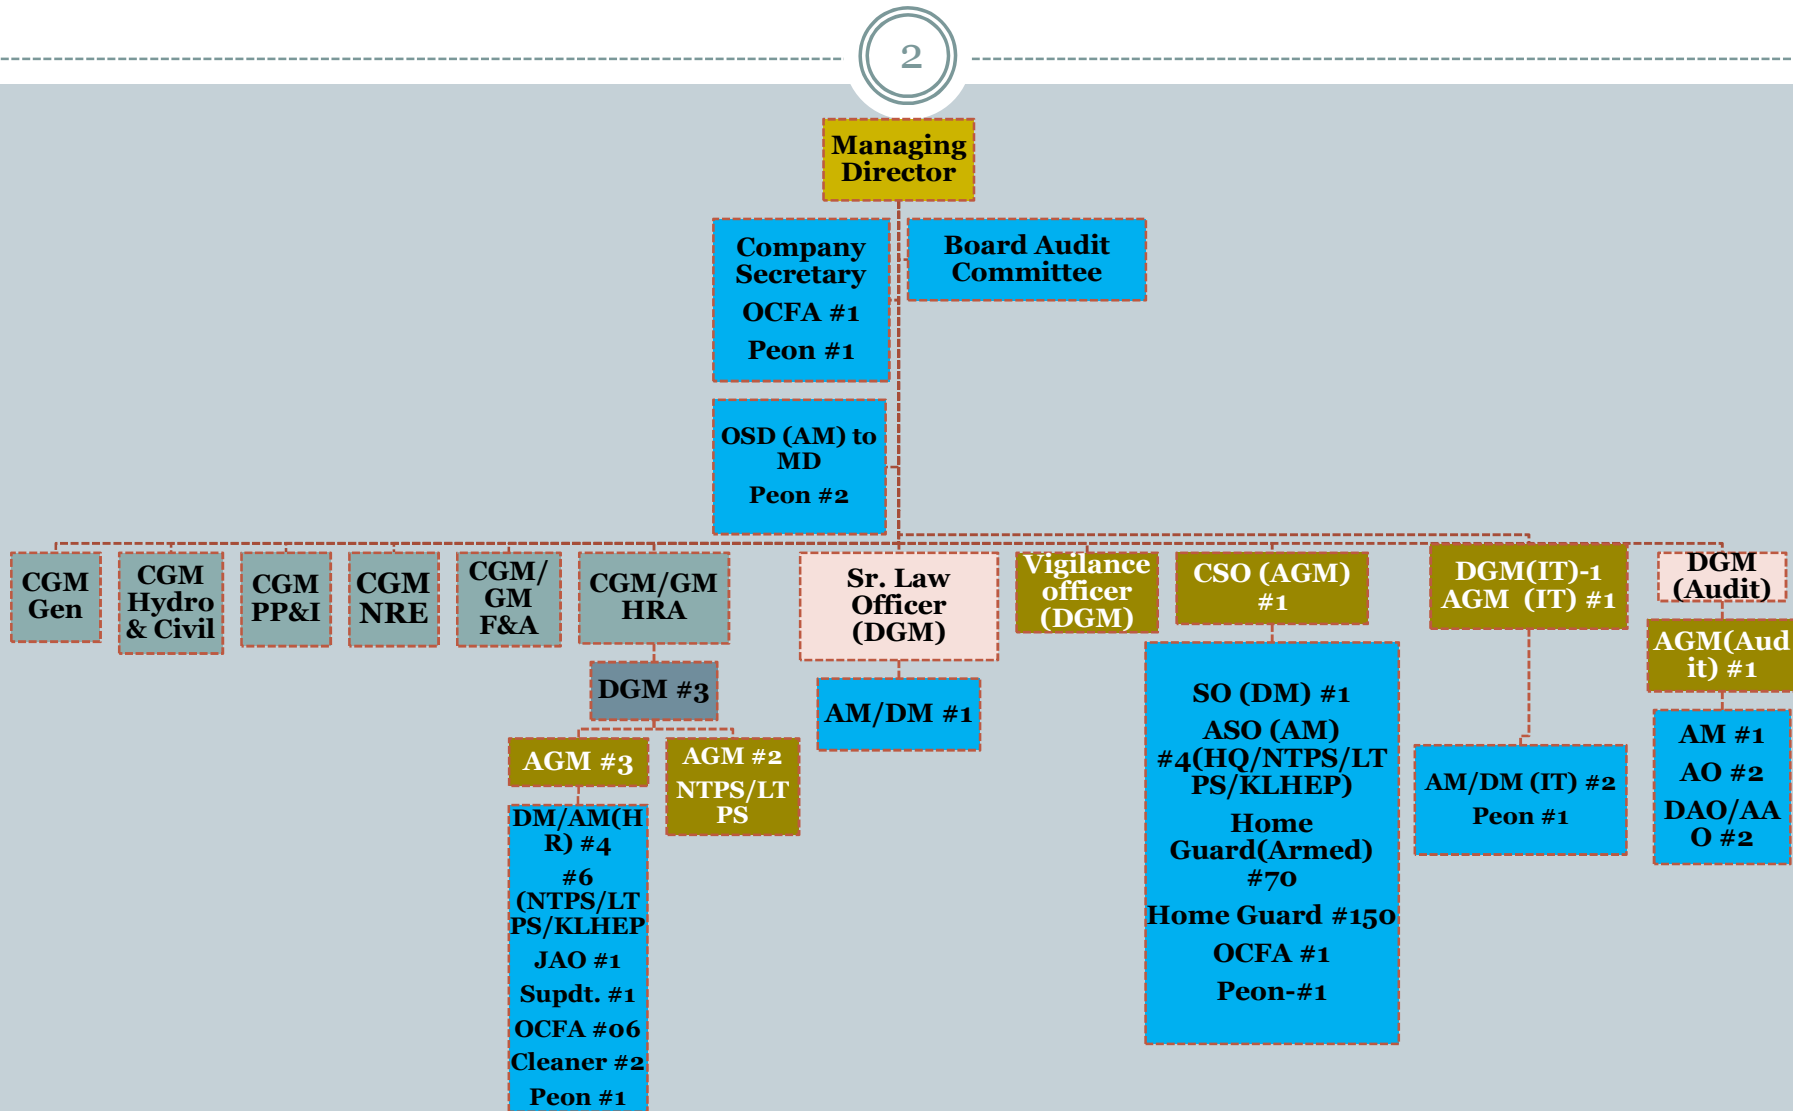 2
Managing
Director
Company
Secretary
OCFA #1
Peon #1
Board Audit
Committee
OSD (AM) to
MD
Peon #2
CGM
Gen
CGM
Hydro
& Civil
CGM
PP&I
CGM
NRE
CGM/
GM
F&A
CGM/GM
HRA
Sr. Law
Officer
(DGM)
Vigilance
officer
(DGM)
CSO (AGM)
#1
DGM(IT)-1
AGM (IT) #1
DGM
(Audit)
DGM #3
AGM #3
AGM #2
NTPS/LT
PS
DM/AM(H
R) #4
#6
(NTPS/LT
PS/KLHEP
JAO #1
Supdt. #1
OCFA #06
Cleaner #2
Peon #1
AM/DM #1
SO (DM) #1
ASO (AM)
#4(HQ/NTPS/LT
PS/KLHEP)
Home
Guard(Armed)
#70
Home Guard #150
OCFA #1
Peon-#1
AM/DM (IT) #2
Peon #1
AGM(Aud
it) #1
AM #1
AO #2
DAO/AA
O #2